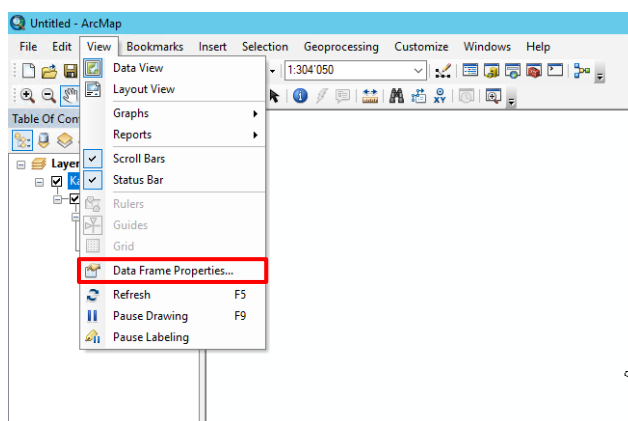 Untitled - ArcMap
File Edit View Bookmarks Insert Selection Geoprocessing Customize Windows Help
Data View
1:304'050
Layout View
Table Of Con
Graphs
Reports
Layer
Scroll Bars
Ka
Status Bar
Rulers
Guides
Grid
Data Frame Properties...
Refresh F5
Pause Drawing F9
Pause Labeling